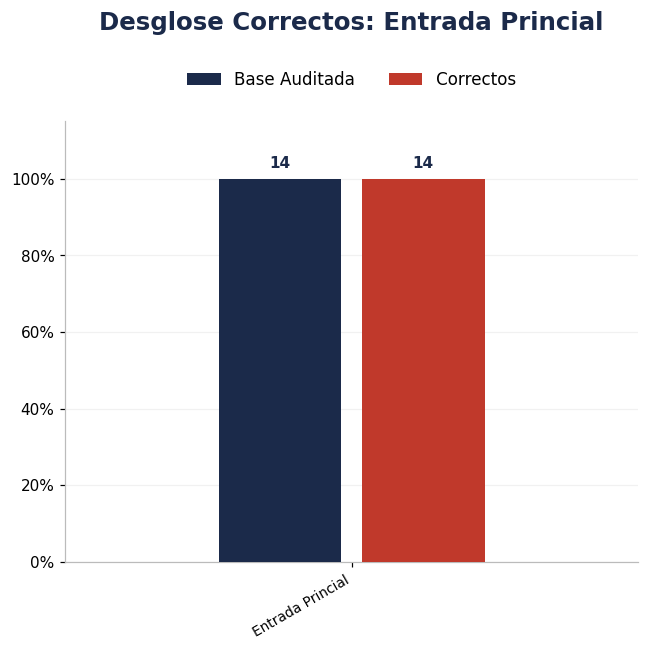 Desglose Correctos: Entrada Princial
Base Auditada Correctos
14 14
100%
80%
60%
40%
20%
0%
Entrada Princial